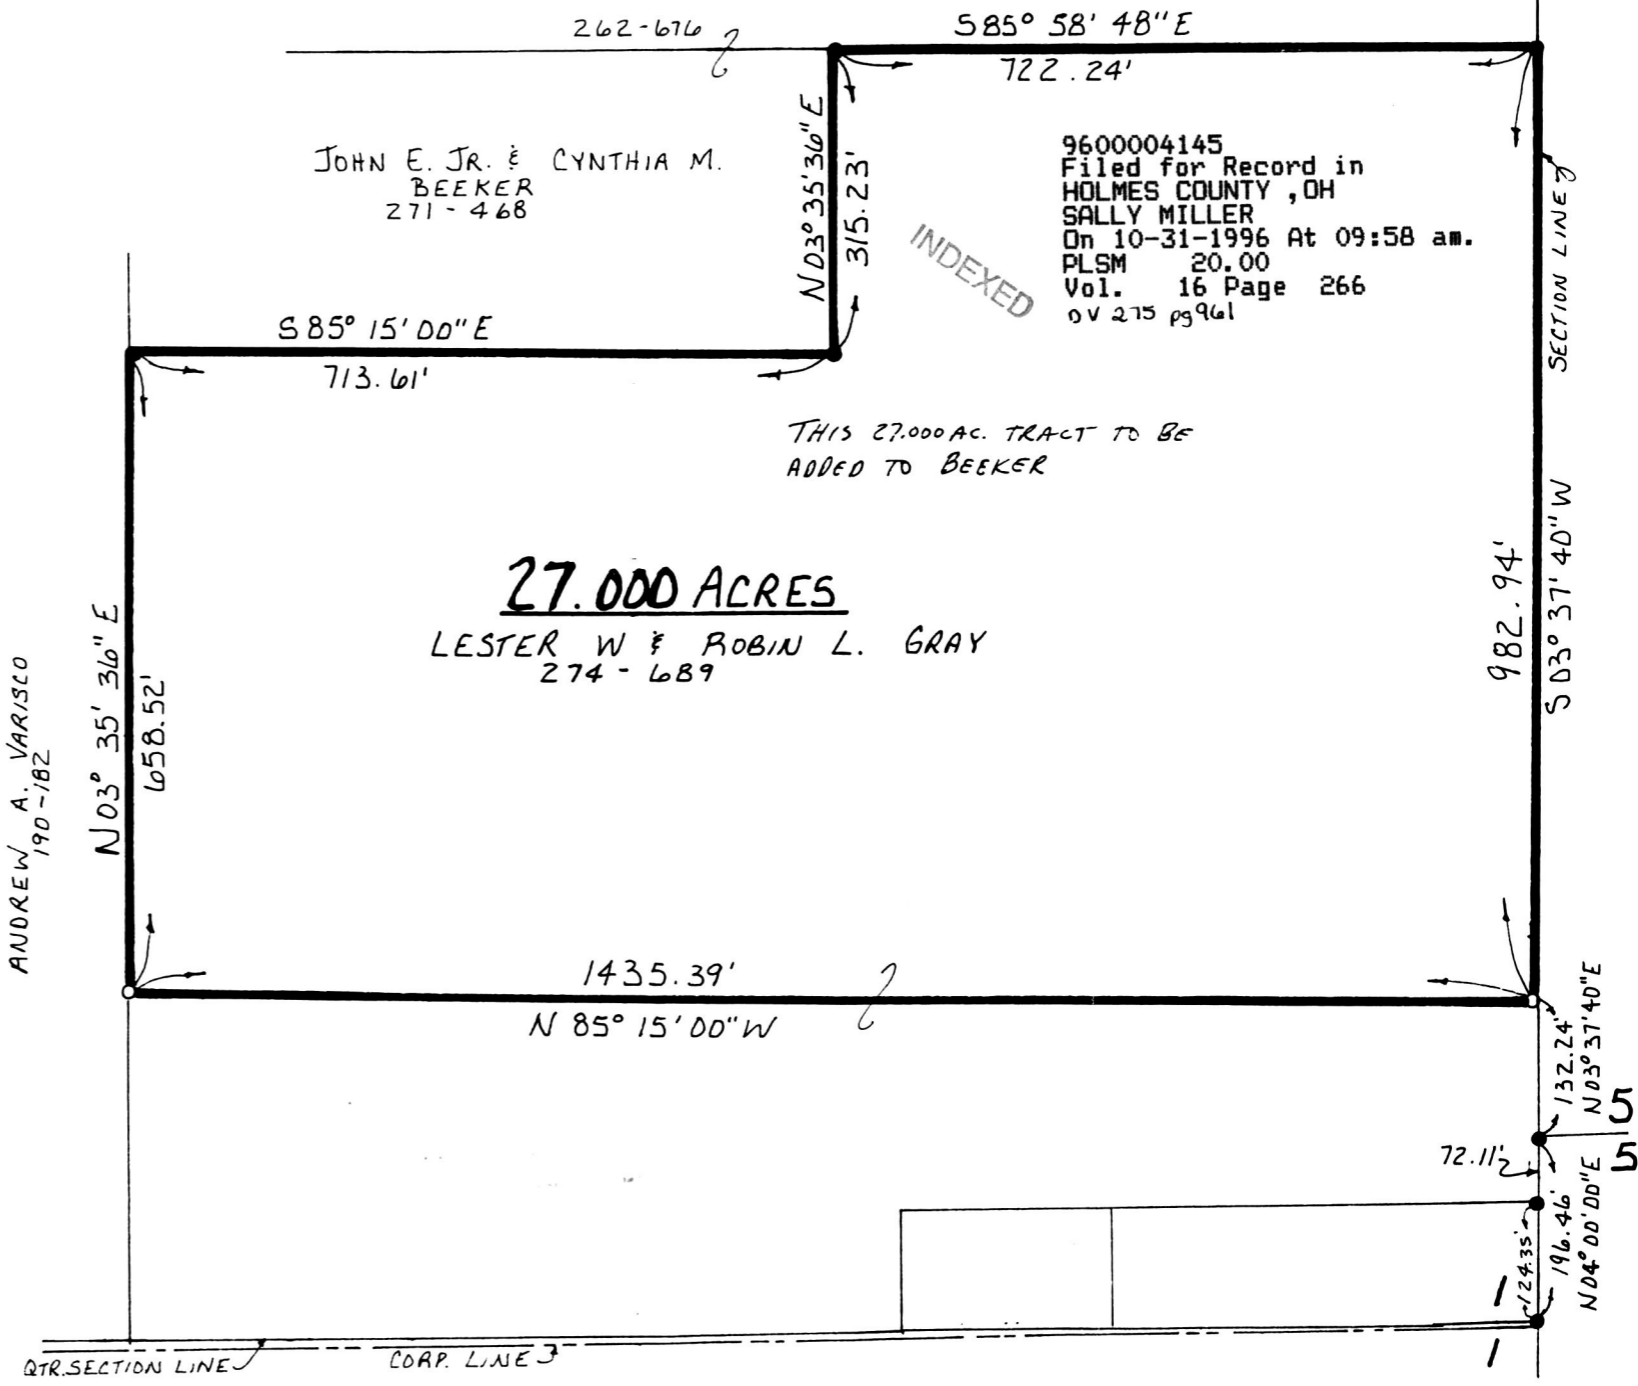 262-676
S85° 58' 48"E
722.24'
JOHN E. JR. & CYNTHIA M.
BEEKER
271-468
N03° 35' 36" E
315.23'
9600004145
Filed for Record in
HOLMES COUNTY ,OH
SALLY MILLER
On 10-31-1996 At 09:58 am.
PLSM 20.00
Vol. 16 Page 266
OV 275 pg 961
INDEXED
SECTION LINE
S85° 15' 00"E
713.61'
THIS 27.000 AC. TRACT TO BE
ADDED TO BEEKER
27.000 ACRES
LESTER W & ROBIN L. GRAY
274-689
982.94'
S 03° 37' 40" W
ANDREW A. VARISCO
190-182
N03° 35' 36" E
658.52'
1435.39'
N 85° 15' 00" W
132.24'
N03° 37' 40"E
5
5
72.11'
124.35'
196.46'
N04° 00' 00"E
1
1
QTR. SECTION LINE
CORP. LINE